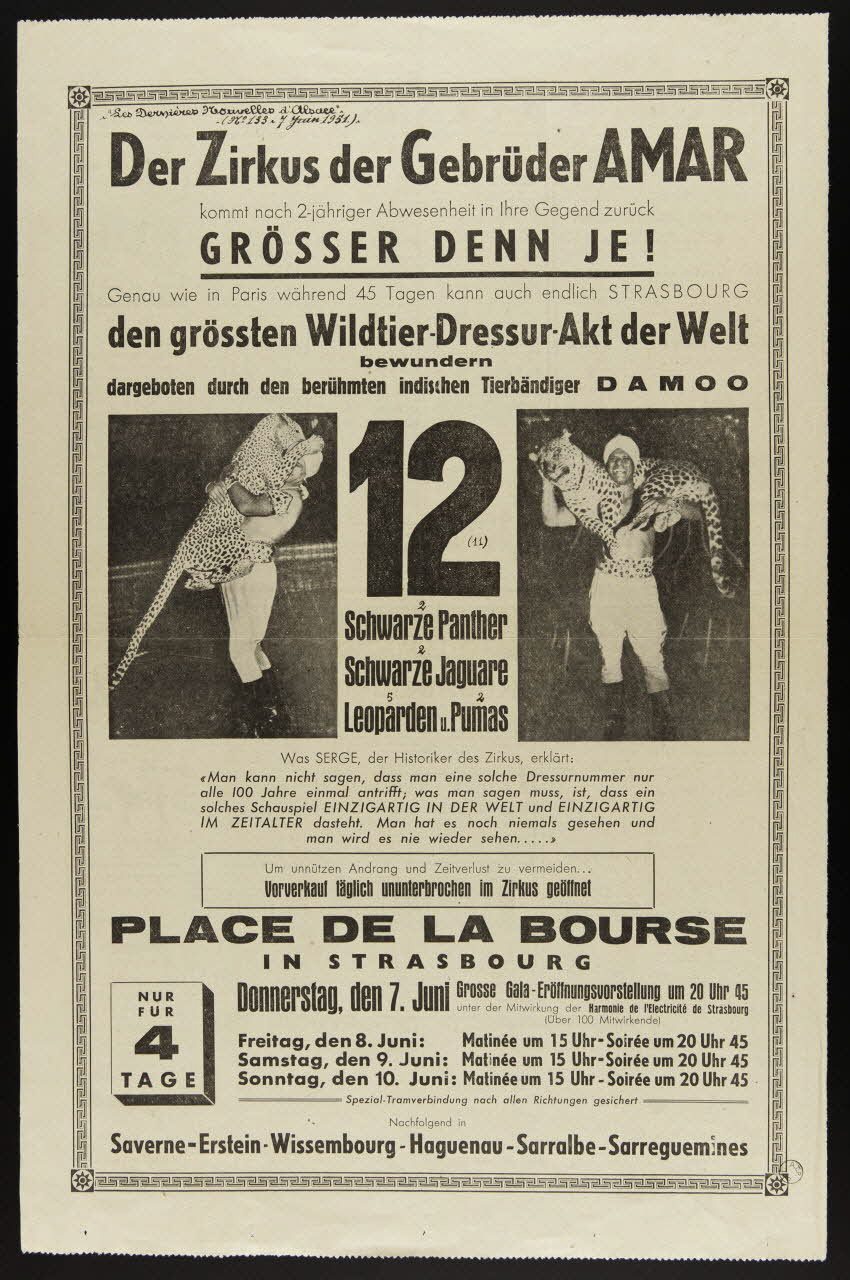 "Les Dernières Nouvelles d'Alsace".
-(N° 133 - 7 Juin 1951).
Der Zirkus der Gebrüder AMAR
kommt nach 2-jähriger Abwesenheit in Ihre Gegend zurück
GRÖSSER DENN JE!
Genau wie in Paris während 45 Tagen kann auch endlich STRASBOURG
den grössten Wildtier-Dressur-Akt der Welt
bewundern
dargeboten durch den berühmten indischen Tierbändiger DAMOO
12
(11)
2
Schwarze Panther
2
Schwarze Jaguare
5 2
Leoparden u. Pumas
Was SERGE, der Historiker des Zirkus, erklärt:
«Man kann nicht sagen, dass man eine solche Dressurnummer nur
alle 100 Jahre einmal antrifft; was man sagen muss, ist, dass ein
solches Schauspiel EINZIGARTIG IN DER WELT und EINZIGARTIG
IM ZEITALTER dasteht. Man hat es noch niemals gesehen und
man wird es nie wieder sehen.....»
Um unnützen Andrang und Zeitverlust zu vermeiden...
Vorverkauf täglich ununterbrochen im Zirkus geöffnet
PLACE DE LA BOURSE
IN STRASBOURG
NUR
FÜR
4
TAGE
Donnerstag, den 7. Juni Grosse Gala-Eröffnungsvorstellung um 20 Uhr 45
unter der Mitwirkung der Harmonie de l'Electricité de Strasbourg
(Über 100 Mitwirkende)
Freitag, den 8. Juni: Matinée um 15 Uhr - Soirée um 20 Uhr 45
Samstag, den 9. Juni: Matinée um 15 Uhr - Soirée um 20 Uhr 45
Sonntag, den 10. Juni: Matinée um 15 Uhr - Soirée um 20 Uhr 45
Spezial-Tramverbindung nach allen Richtungen gesichert
Nachfolgend in
Saverne - Erstein - Wissembourg - Haguenau - Sarralbe - Sarreguemines